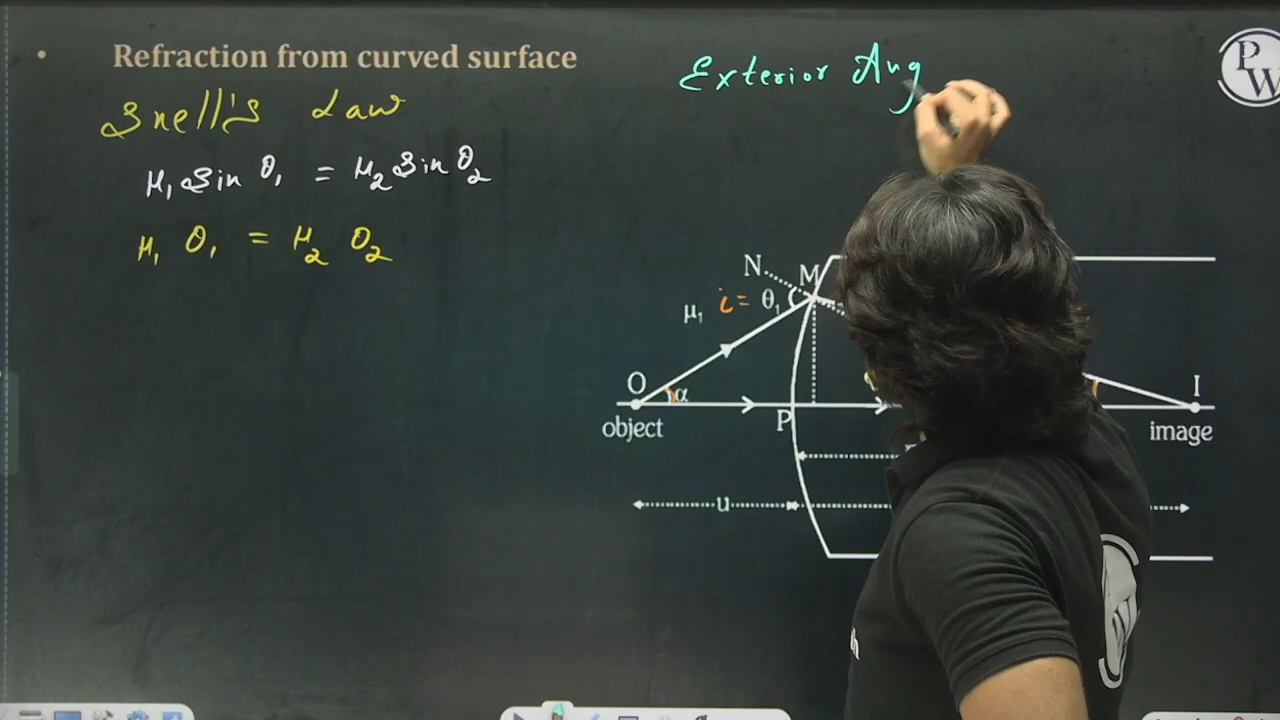 • Refraction from curved surface
Snell's Law
μ₁ Sin θ₁ = μ₂ Sin θ₂
μ₁ θ₁ = μ₂ θ₂
Exterior Ang
PW
N
M
μ₁ i = θ₁
O
α
P
I
object
image
u